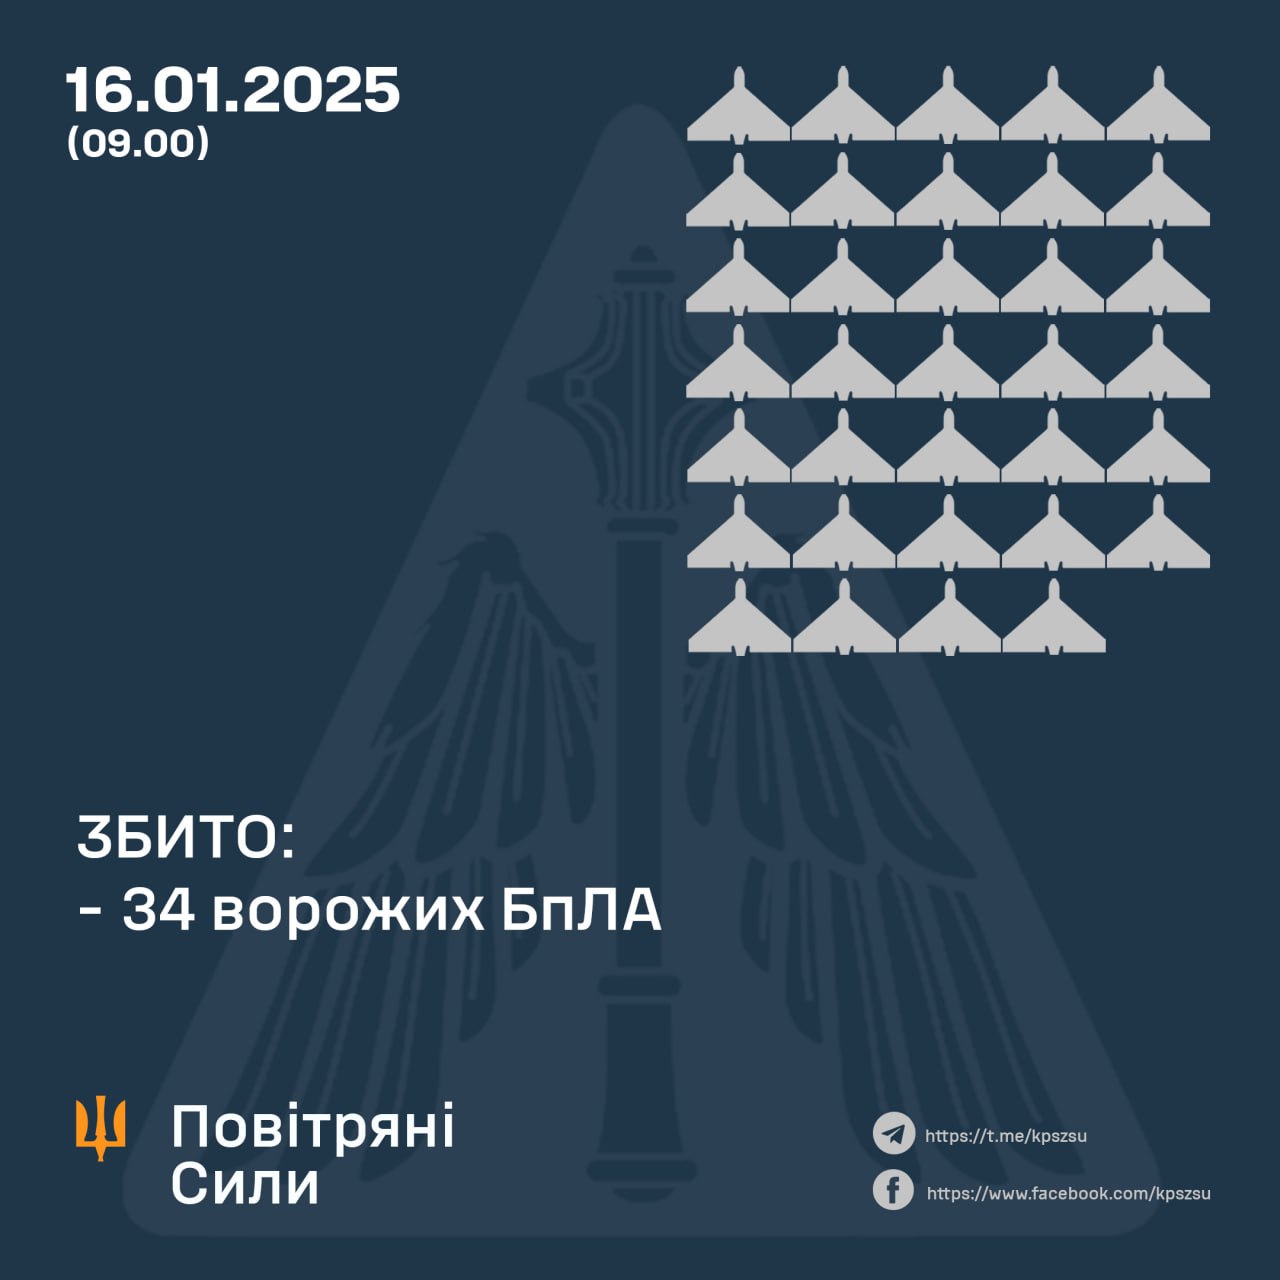 16.01.2025
(09.00)
ЗБИТО:
- 34 ворожих БпЛА
Повітряні
Сили
https://t.me/kpszsu
https://www.facebook.com/kpszsu